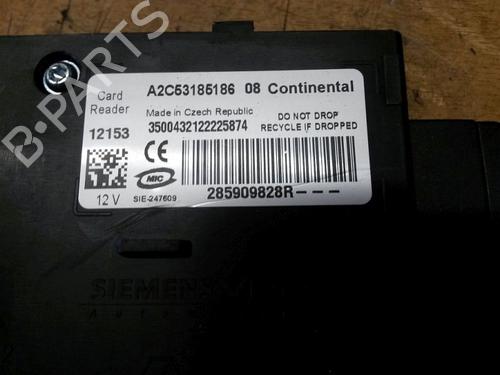 B-PARTS
Card Reader
A2C53185186 08 Continental
Made in Czech Republic
DO NOT DROP
12153
3500432122225874
RECYCLE IF DROPPED
CE
MIC
285909828R---
12 V
SIE-247609
SIEMENS